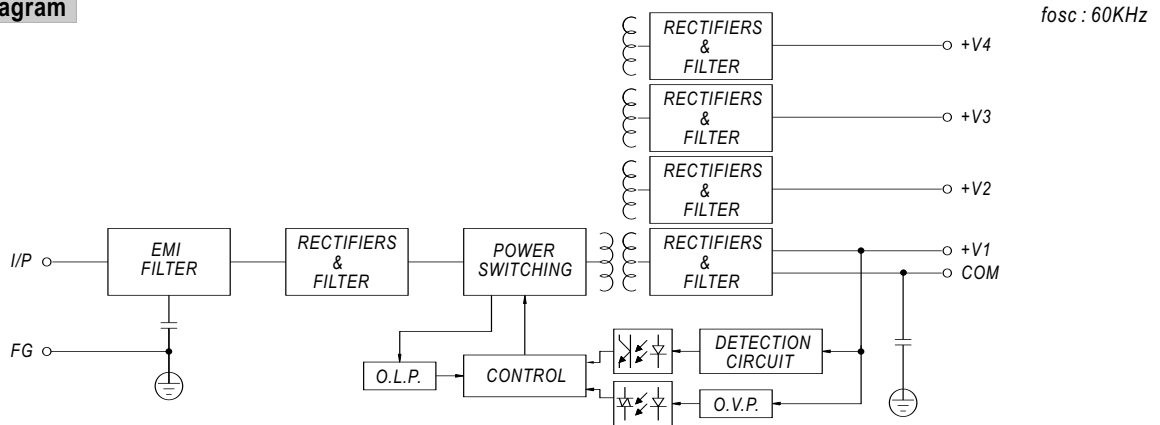 agram
fosc : 60KHz
RECTIFIERS
&
FILTER
+V4
RECTIFIERS
&
FILTER
+V3
RECTIFIERS
&
FILTER
+V2
I/P
EMI
FILTER
RECTIFIERS
&
FILTER
POWER
SWITCHING
RECTIFIERS
&
FILTER
+V1
COM
FG
O.L.P.
CONTROL
DETECTION
CIRCUIT
O.V.P.